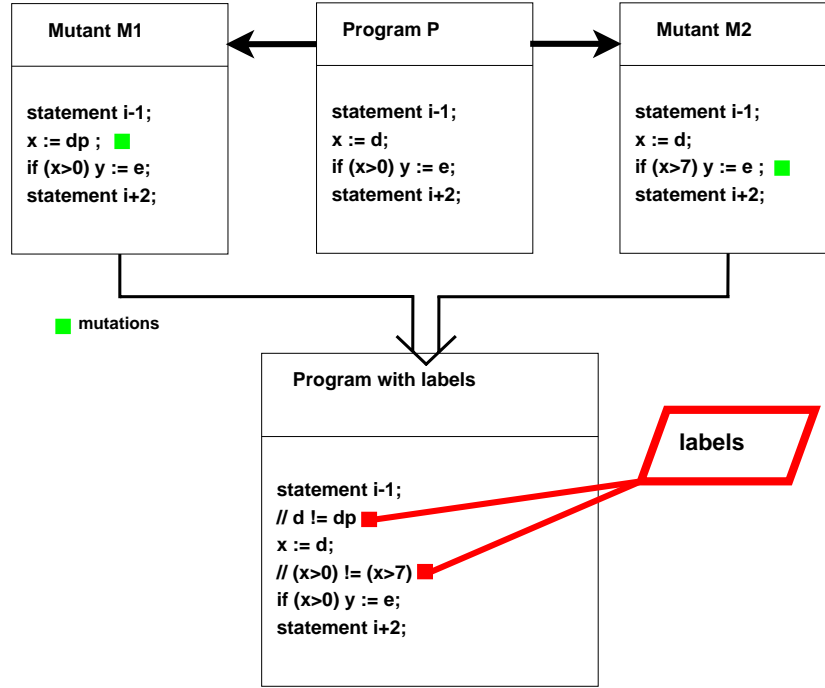 Mutant M1
statement i-1;
x := dp ;
if (x>0) y := e;
statement i+2;
Program P
statement i-1;
x := d;
if (x>0) y := e;
statement i+2;
Mutant M2
statement i-1;
x := d;
if (x>7) y := e ;
statement i+2;
mutations
Program with labels
statement i-1;
// d != dp
x := d;
// (x>0) != (x>7)
if (x>0) y := e;
statement i+2;
labels